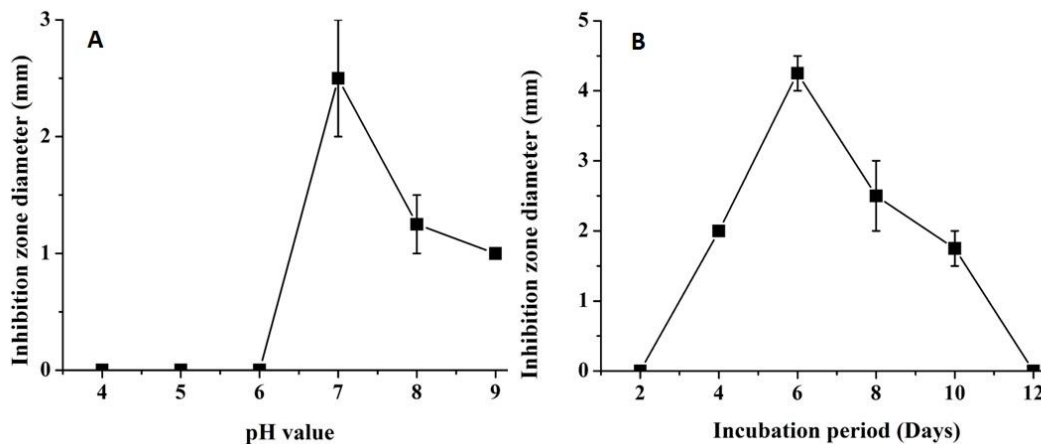 A
Inhibition zone diameter (mm)
3
2
1
0
4 5 6 7 8 9
pH value
B
Inhibition zone diameter (mm)
5
4
3
2
1
0
2 4 6 8 10 12
Incubation period (Days)